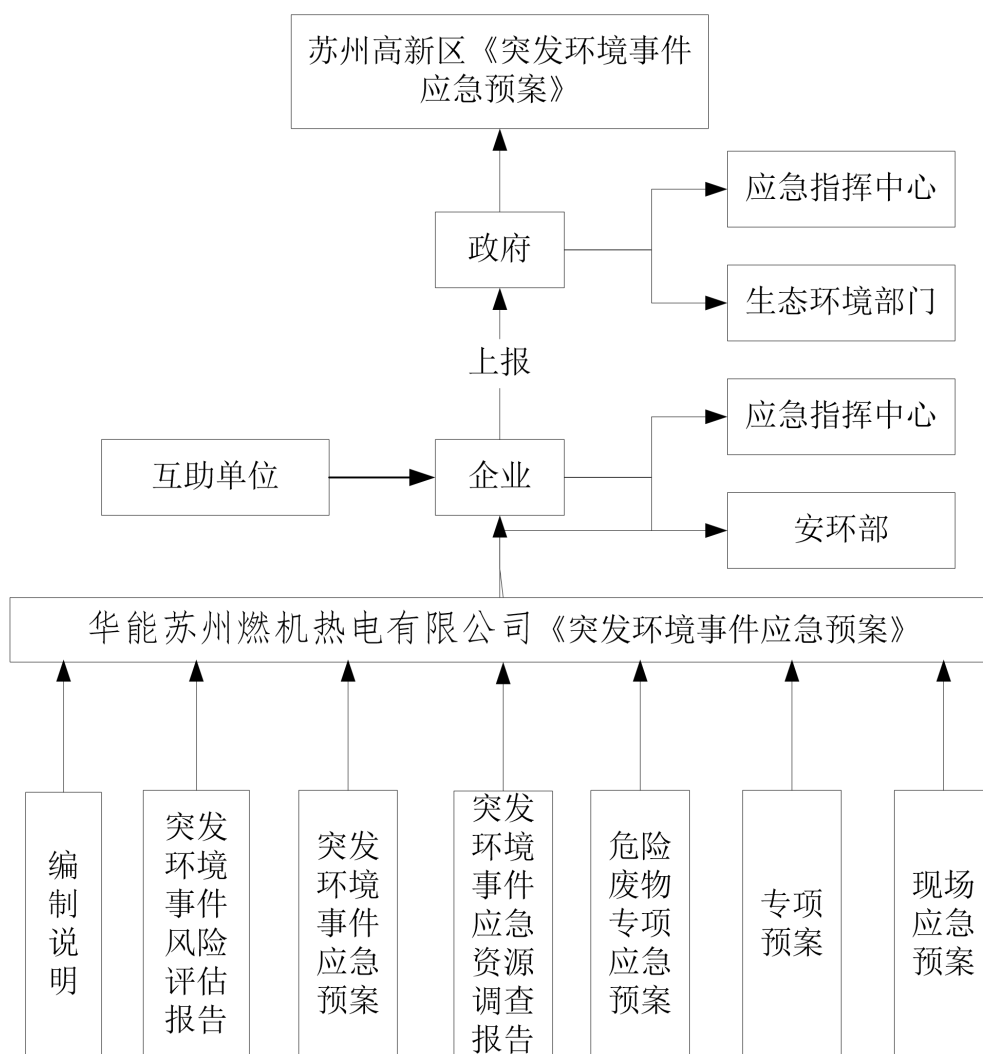 苏州高新区《突发环境事件
应急预案》
应急指挥中心
政府
生态环境部门
上报
应急指挥中心
互助单位
企业
安环部
华能苏州燃机热电有限公司《突发环境事件应急预案》
编
制
说
明
突发
环境
事件
风险
评估
报告
突发
环境
事件
应急
预案
突发
环境
事件
应急
资源
调查
报告
危险
废物
专项
应急
预案
专项
预案
现场
应急
预案